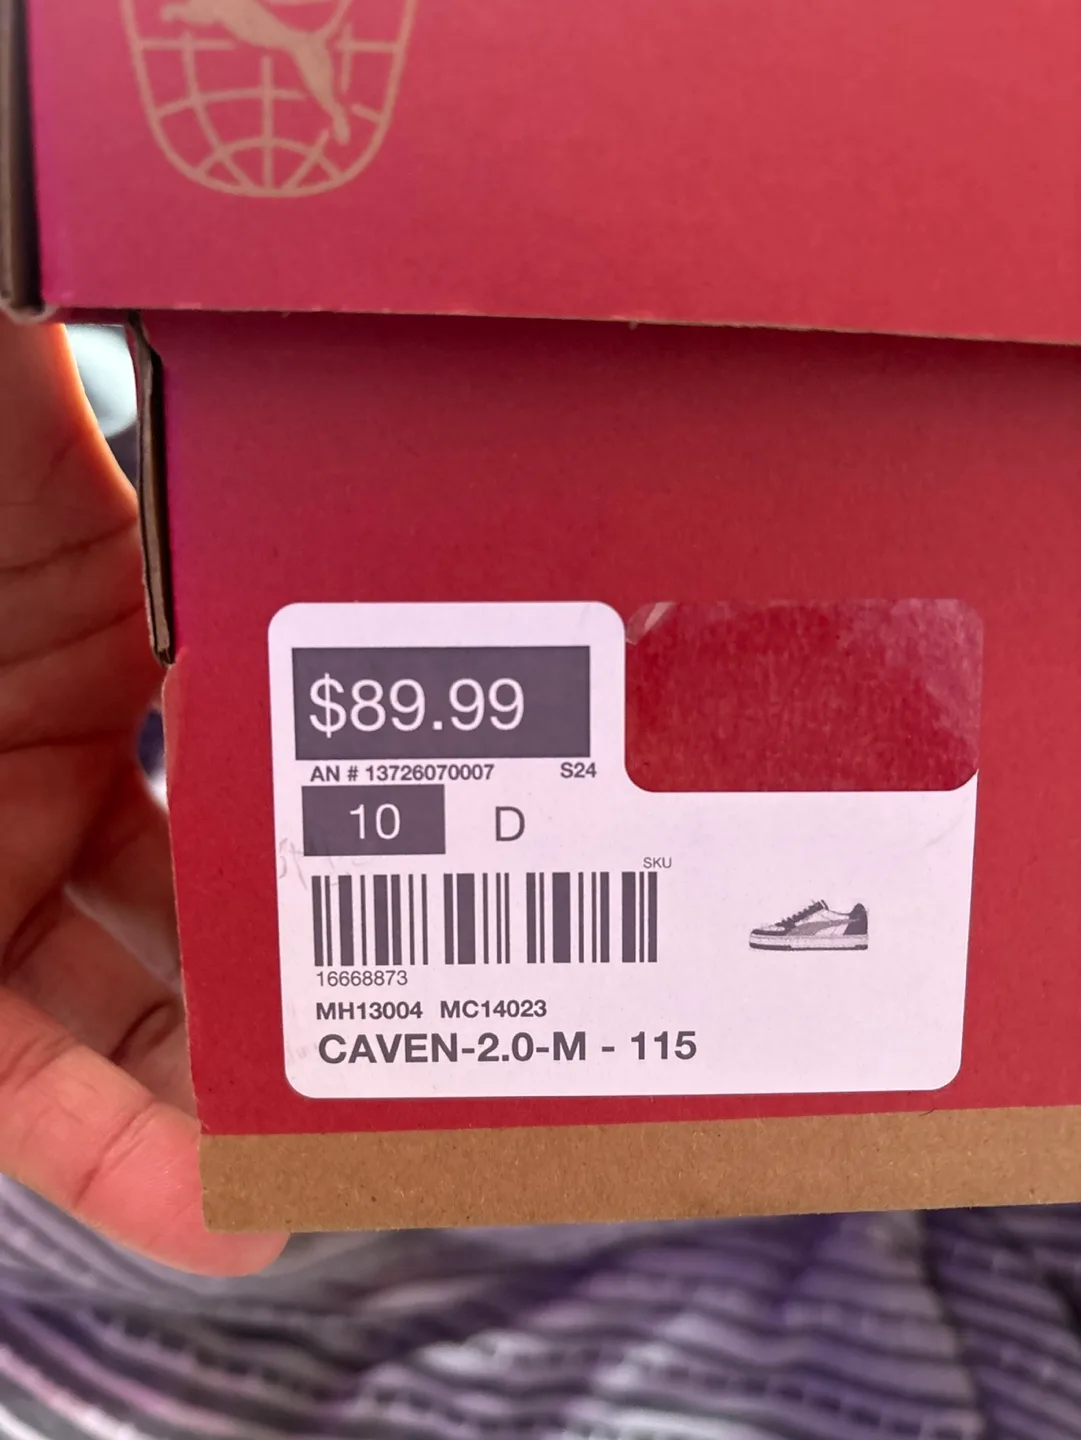 $89.99
AN # 13726070007 S24
10 D
SKU
16668873
MH13004 MC14023
CAVEN-2.0-M - 115